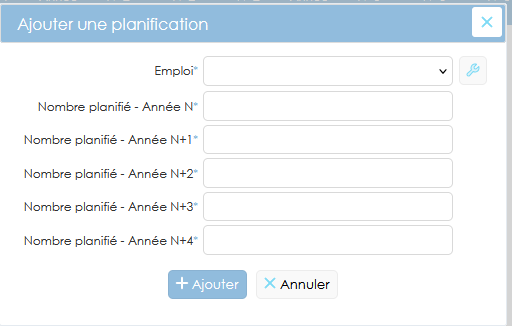 Ajouter une planification
Emploi*
Nombre planifié - Année N*
Nombre planifié - Année N+1*
Nombre planifié - Année N+2*
Nombre planifié - Année N+3*
Nombre planifié - Année N+4*
Ajouter Annuler